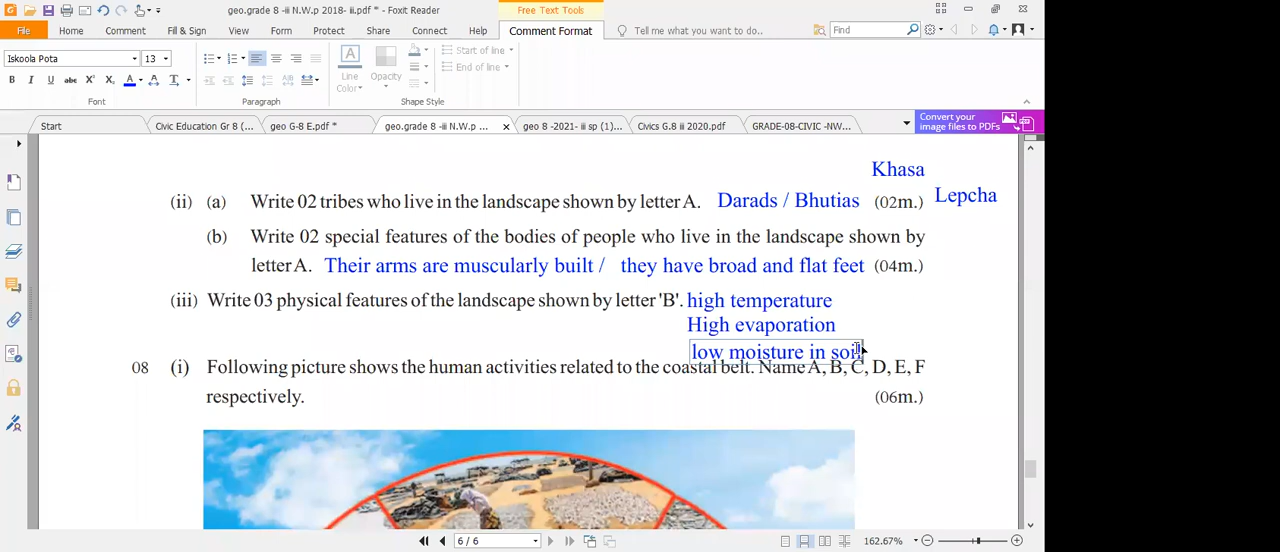 geo.grade 8 -ii N.W.p 2018- ii.pdf * - Foxit Reader
Free Text Tools
File Home Comment Fill & Sign View Form Protect Share Connect Help Comment Format Tell me what you want to do.. Find
Iskoola Pota 13
Line Color
Opacity
Start of line
End of line
B I U abc X² X₂ A A T
Font Paragraph Shape Style
Start Civic Education Gr 8 (... geo G-8 E.pdf * geo.grade 8 -ii N.W.p ... geo 8 -2021- ii sp (1)... Civics G.8 ii 2020.pdf GRADE-08-CIVIC -NW...
Convert your
image files to PDFs
Khasa
(ii) (a) Write 02 tribes who live in the landscape shown by letter A. Darads / Bhutias (02m.) Lepcha
(b) Write 02 special features of the bodies of people who live in the landscape shown by
letter A. Their arms are muscularly built / they have broad and flat feet (04m.)
(iii) Write 03 physical features of the landscape shown by letter 'B'. high temperature
High evaporation
low moisture in soil
08 (i) Following picture shows the human activities related to the coastal belt. Name A, B, C, D, E, F
respectively. (06m.)
6 / 6
162.67%